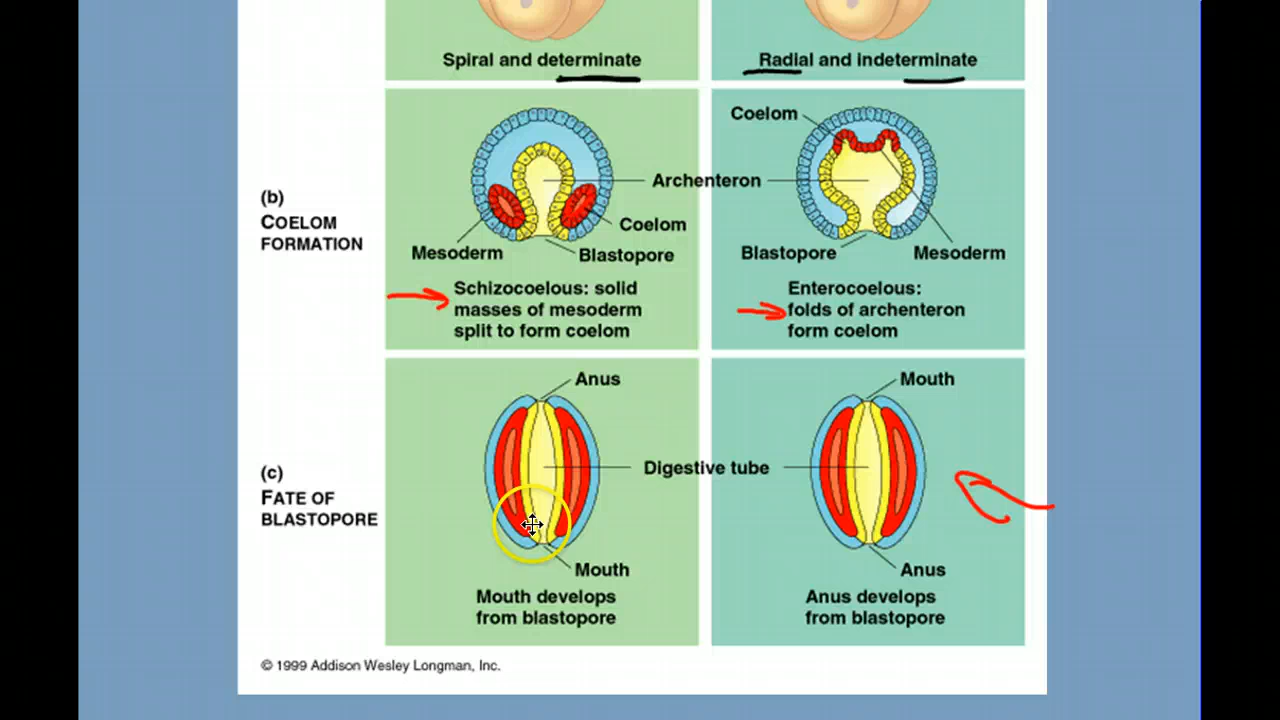 Spiral and determinate
Radial and indeterminate
(b)
COELOM
FORMATION
Coelom
Archenteron
Coelom
Mesoderm
Blastopore
Blastopore
Mesoderm
Schizocoelous: solid
masses of mesoderm
split to form coelom
Enterocoelous:
folds of archenteron
form coelom
(c)
FATE OF
BLASTOPORE
Anus
Mouth
Digestive tube
Mouth
Anus
Mouth develops
from blastopore
Anus develops
from blastopore
© 1999 Addison Wesley Longman, Inc.